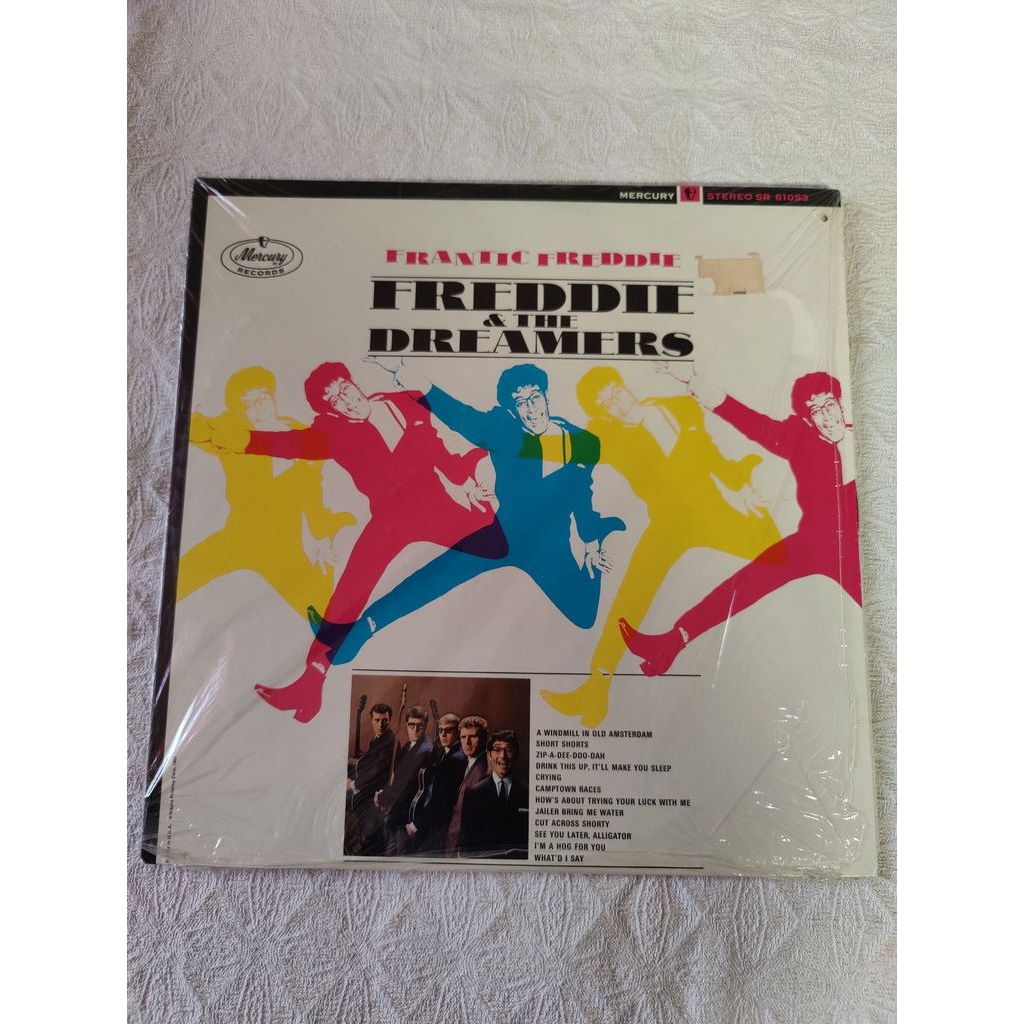 MERCURY STEREO SR 61053
Mercury
RECORDS
FRANTIC FREDDIE
FREDDIE
& THE
DREAMERS
A WINDMILL IN OLD AMSTERDAM
SHORT SHORTS
ZIP-A-DEE-DOO-DAH
DRINK THIS UP, IT'LL MAKE YOU SLEEP
CRYING
CAMPTOWN RACES
HOW'S ABOUT TRYING YOUR LUCK WITH ME
JAILER BRING ME WATER
CUT ACROSS SHORTY
SEE YOU LATER, ALLIGATOR
I'M A HOG FOR YOU
WHAT'D I SAY